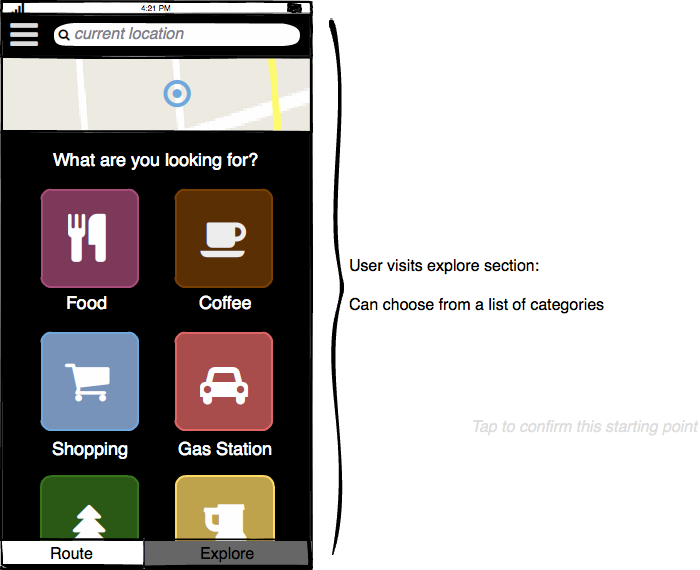 4:21 PM
current location
What are you looking for?
Food
Coffee
Shopping
Gas Station
Route
Explore
User visits explore section:
Can choose from a list of categories
Tap to confirm this starting point